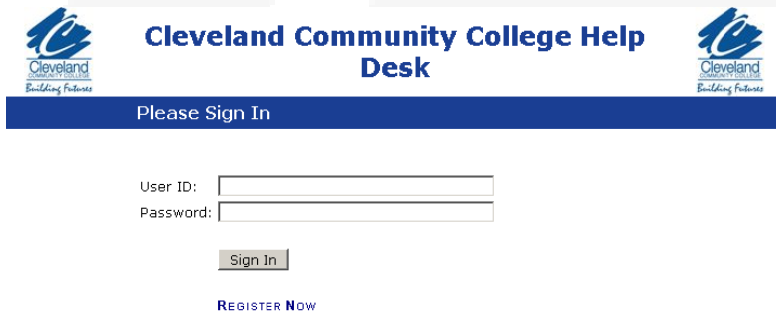 Cleveland Community College Help
Desk
Cleveland
COMMUNITY COLLEGE
Building Futures
Cleveland
COMMUNITY COLLEGE
Building Futures
Please Sign In
User ID:
Password:
Sign In
REGISTER NOW